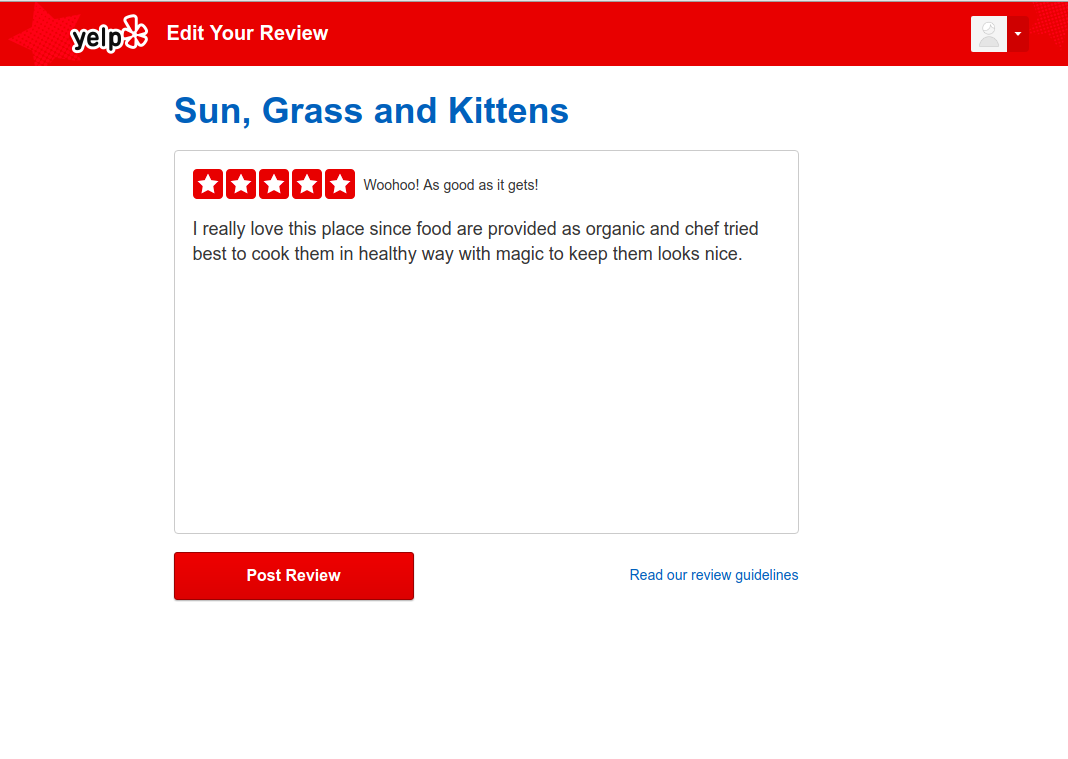 yelp Edit Your Review
Sun, Grass and Kittens
Woohoo! As good as it gets!
I really love this place since food are provided as organic and chef tried
best to cook them in healthy way with magic to keep them looks nice.
Post Review Read our review guidelines